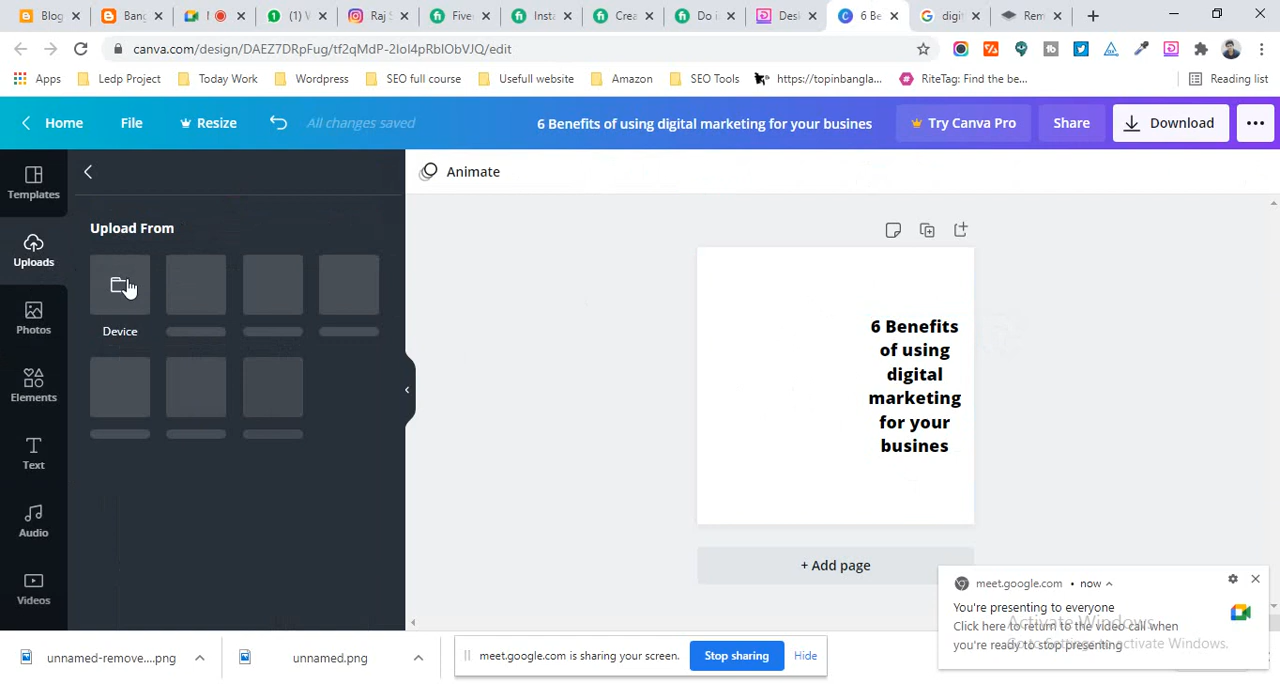 Blog
Bang
(1) V
Raj S
Fiver
Insta
Crea
Do i
Desi
6 Be
digit
Rem
canva.com/design/DAEZ7DRpFug/tf2qMdP-2Iol4pRbIObVJQ/edit
Apps
Ledp Project
Today Work
Wordpress
SEO full course
Usefull website
Amazon
SEO Tools
https://topinbangla...
RiteTag: Find the be...
Reading list
Home
File
Resize
All changes saved
6 Benefits of using digital marketing for your busines
Try Canva Pro
Share
Download
Templates
Uploads
Photos
Elements
Text
Audio
Videos
Upload From
Device
Animate
6 Benefits
of using
digital
marketing
for your
busines
+ Add page
meet.google.com • now
You're presenting to everyone
Click here to return to the video call when
you're ready to stop presenting
Activate Windows
Go to Settings to activate Windows.
unnamed-remove....png
unnamed.png
meet.google.com is sharing your screen.
Stop sharing
Hide